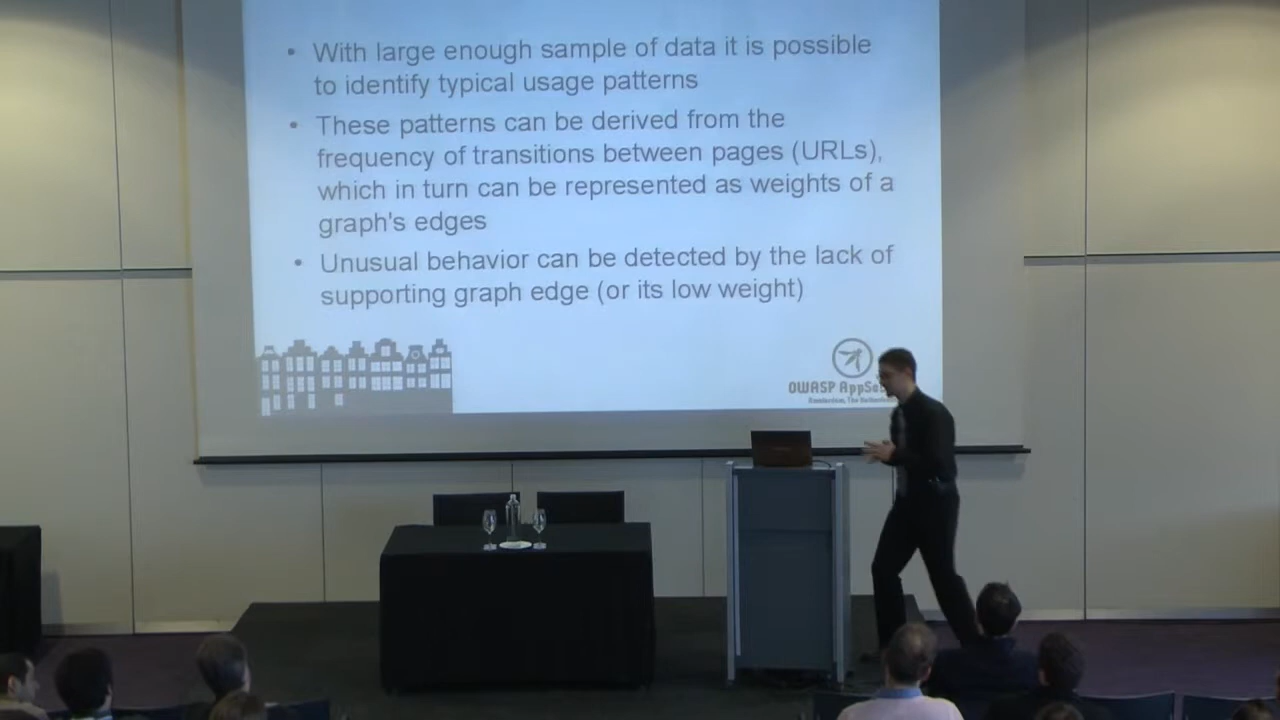 • With large enough sample of data it is possible
to identify typical usage patterns
• These patterns can be derived from the
frequency of transitions between pages (URLs),
which in turn can be represented as weights of a
graph's edges
• Unusual behavior can be detected by the lack of
supporting graph edge (or its low weight)
OWASP AppSe